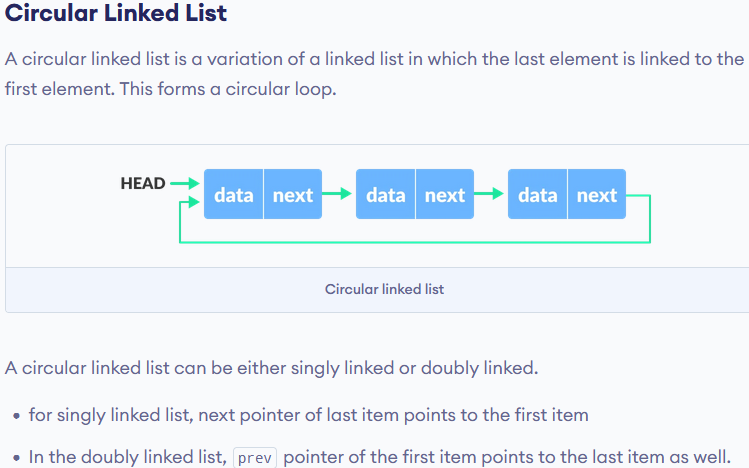 Circular Linked List
A circular linked list is a variation of a linked list in which the last element is linked to the
first element. This forms a circular loop.
HEAD data next data next data next
Circular linked list
A circular linked list can be either singly linked or doubly linked.
• for singly linked list, next pointer of last item points to the first item
• In the doubly linked list, prev pointer of the first item points to the last item as well.